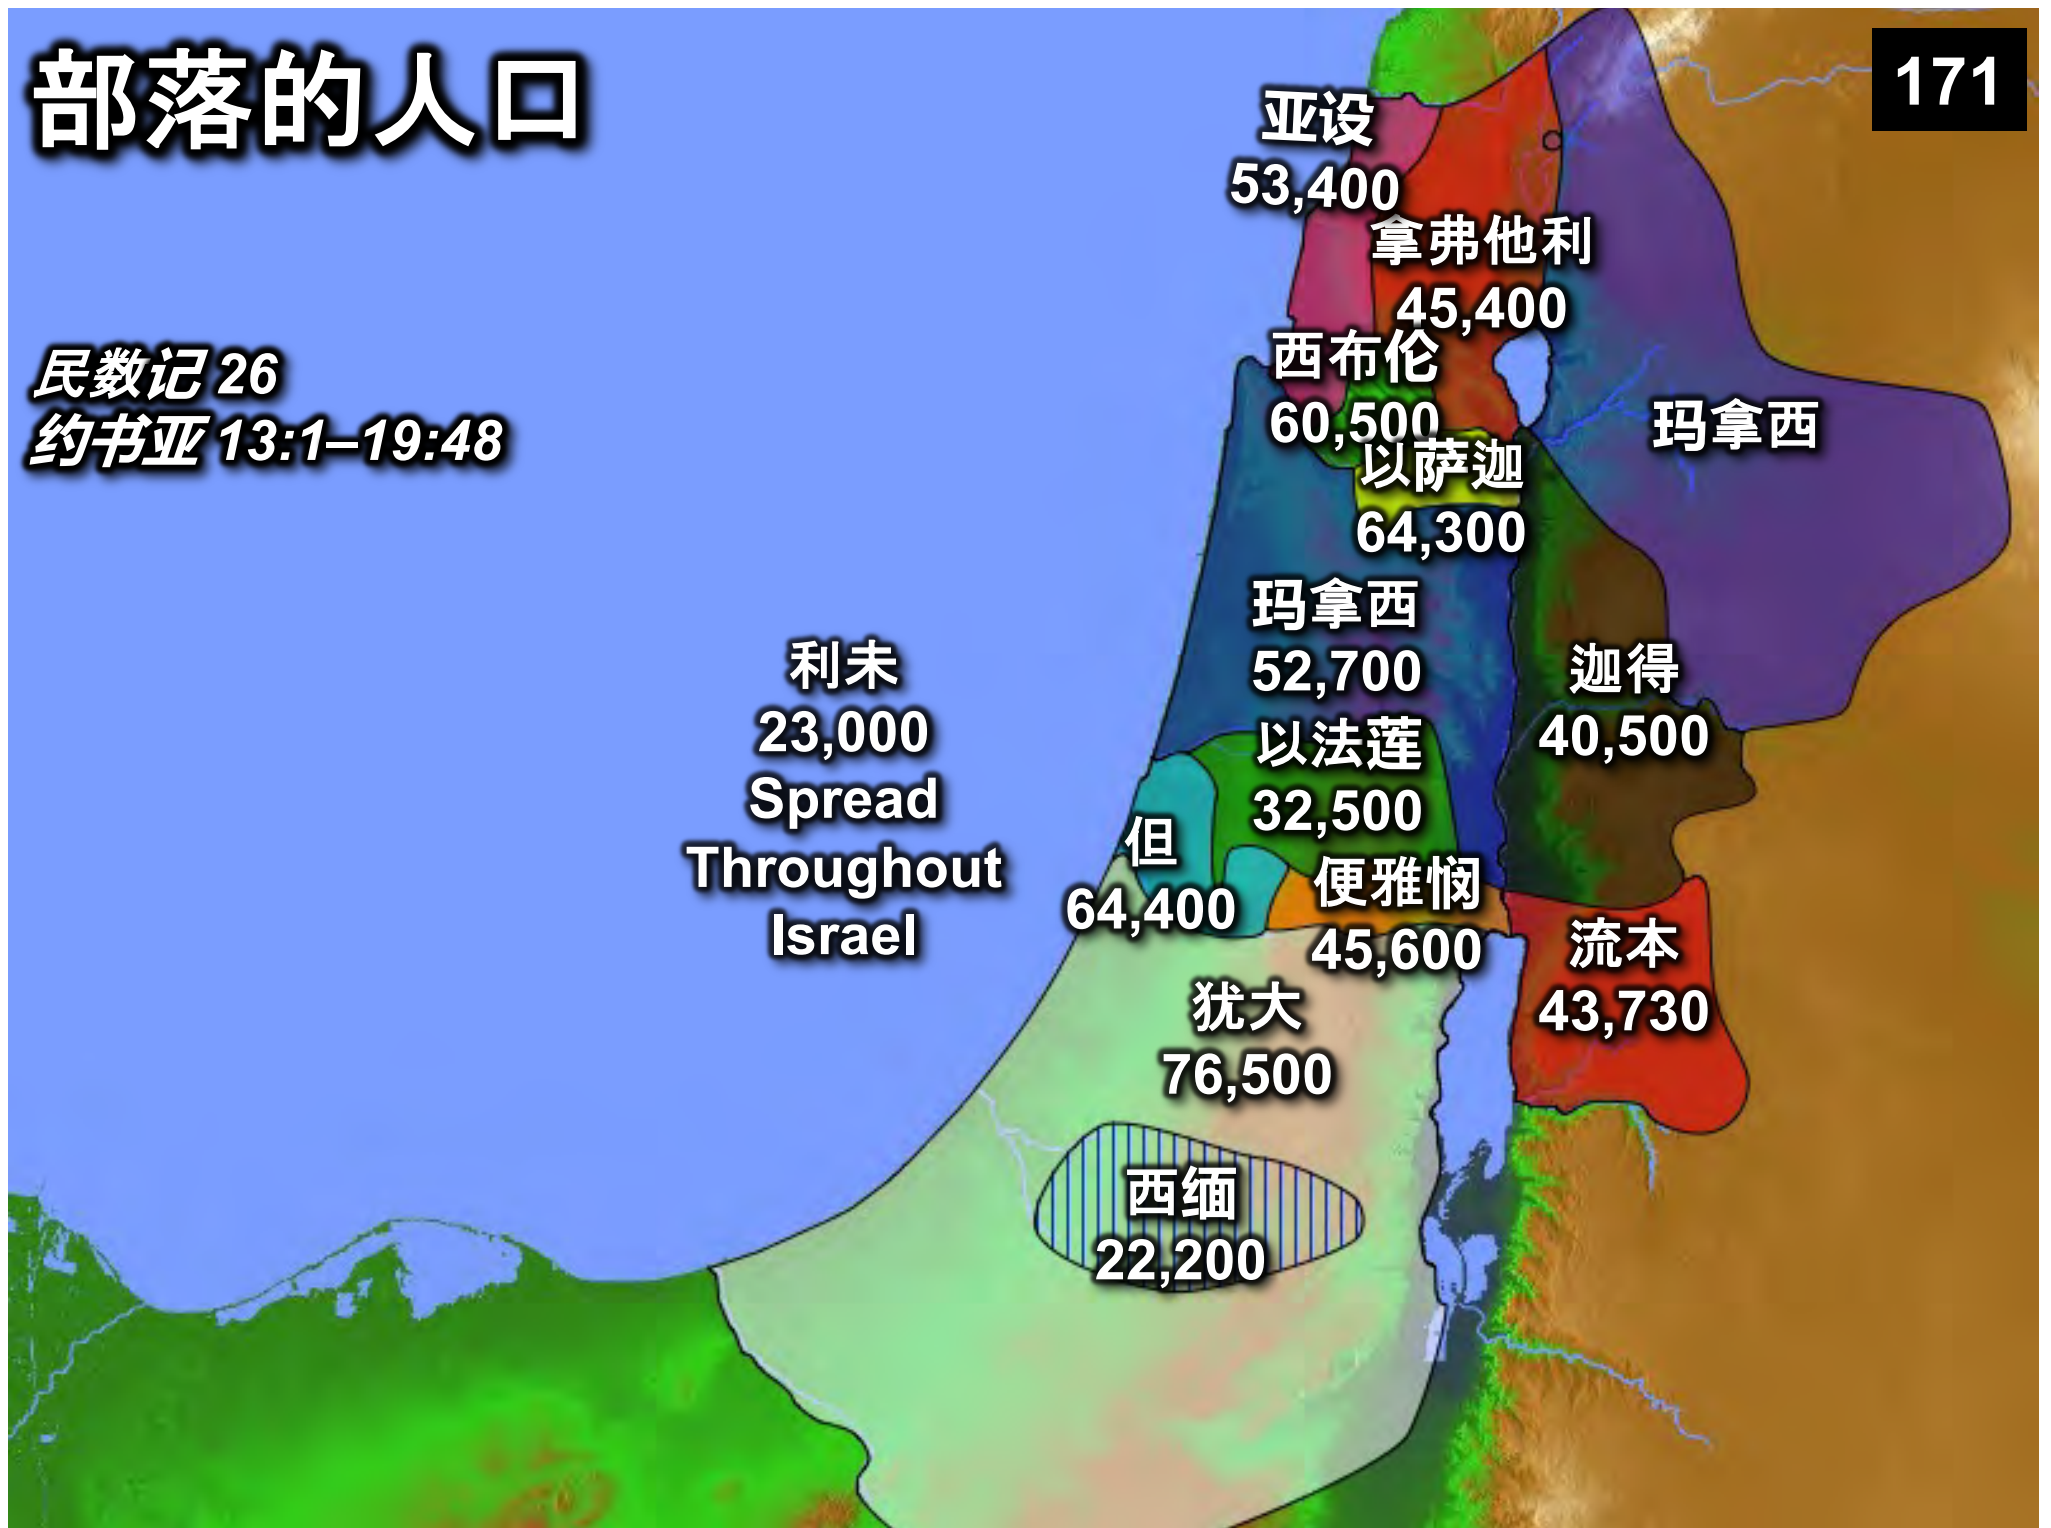 部落的人口
171
民数记 26
约书亚 13:1–19:48
亚设
53,400
拿弗他利
45,400
西布伦
60,500
以萨迦
64,300
玛拿西
玛拿西
52,700
迦得
40,500
以法莲
32,500
利未
23,000
Spread
Throughout
Israel
但
64,400
便雅悯
45,600
流本
43,730
犹大
76,500
西缅
22,200